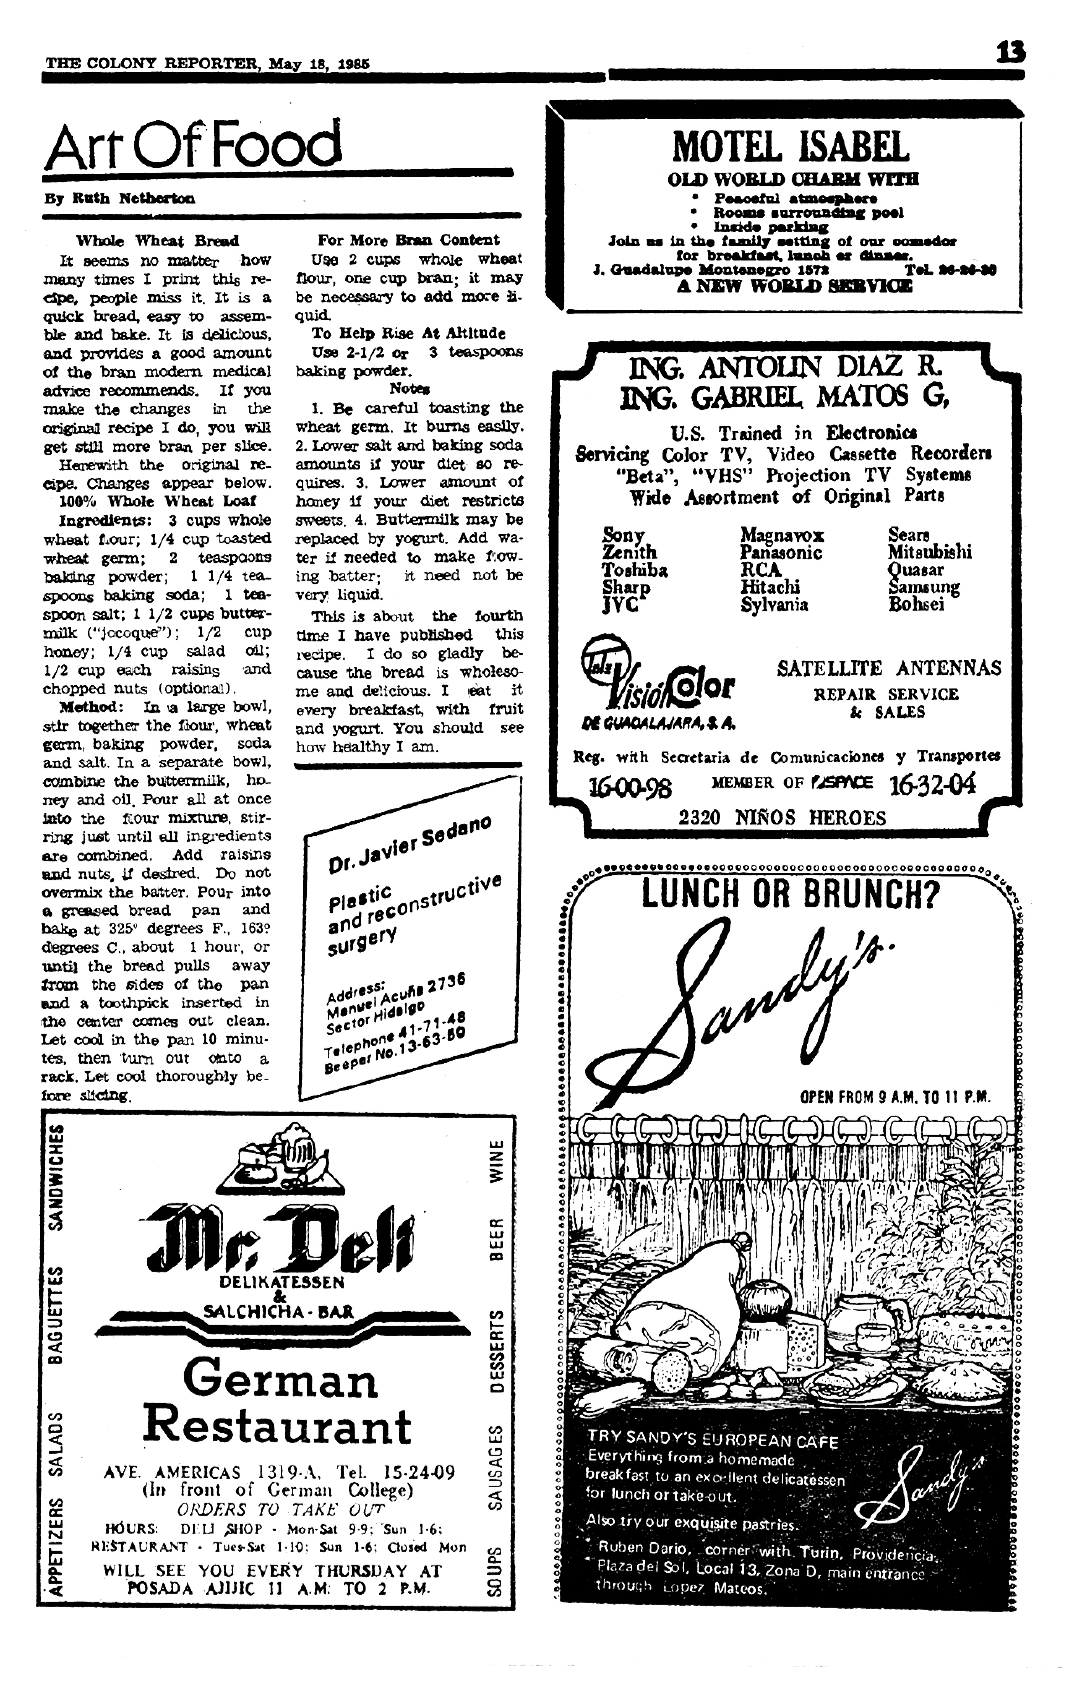 THE COLONY REPORTER, May 18, 1985
13
Art Of Food
By Ruth Netherton
Whole Wheat Bread
It seems no matter how
many times I print this re-
cipe, people miss it. It is a
quick bread, easy to assem-
ble and bake. It is delicious,
and provides a good amount
of the bran modern medical
advice recommends. If you
make the changes in the
original recipe I do, you will
get still more bran per slice.
Herewith the original re-
cipe. Changes appear below.
100% Whole Wheat Loaf
Ingredients: 3 cups whole
wheat flour; 1/4 cup toasted
wheat germ; 2 teaspoons
baking powder; 1 1/4 tea-
spoons baking soda; 1 tea-
spoon salt; 1 1/2 cups butter-
milk ("jocoque"); 1/2 cup
honey; 1/4 cup salad oil;
1/2 cup each raising and
chopped nuts (optional).
Method: In a large bowl,
stir together the flour, wheat
germ, baking powder, soda
and salt. In a separate bowl,
combine the buttermilk, ho-
ney and oil. Pour all at once
into the flour mixture, stir-
ring just until all ingredients
are combined. Add raisins
and nuts, if desired. Do not
overmix the batter. Pour into
a greased bread pan and
bake at 325° degrees F., 163?
degrees C., about 1 hour, or
until the bread pulls away
from the sides of the pan
and a toothpick inserted in
the center comes out clean.
Let cool in the pan 10 minu-
tes, then turn out onto a
rack. Let cool thoroughly be-
fore slicing.
For More Bran Content
Use 2 cups whole wheat
flour, one cup bran; it may
be necessary to add more li-
quid.
To Help Rise At Altitude
Use 2-1/2 or 3 teaspoons
baking powder.
Notes
1. Be careful toasting the
wheat germ. It burns easily.
2. Lower salt and baking soda
amounts if your diet so re-
quires. 3. Lower amount of
honey if your diet restricts
sweets. 4. Buttermilk may be
replaced by yogurt. Add wa-
ter if needed to make flow-
ing batter; it need not be
very liquid.
This is about the fourth
time I have published this
recipe. I do so gladly be-
cause the bread is wholeso-
me and delicious. I eat it
every breakfast, with fruit
and yogurt. You should see
how healthy I am.
Dr. Javier Sedano
Plastic
and reconstructive
surgery
Address:
Manuel Acuña 2736
Sector Hidalgo
Telephone 41-71-48
Beeper No. 13-63-50
MOTEL ISABEL
OLD WORLD CHARM WITH
• Peaceful atmosphere
• Rooms surrounding pool
• Inside parking
Join us in the family setting of our comedor
for breakfast, lunch or dinner.
J. Guadalupe Montenegro 1572 Tel.
A NEW WORLD SERVICE
ING. ANTOLIN DIAZ R.
ING. GABRIEL MATOS G,
U.S. Trained in Electronics
Servicing Color TV, Video Cassette Recorders
"Beta", "VHS" Projection TV Systems
Wide Assortment of Original Parts
Sony Magnavox Sears
Zenith Panasonic Mitsubishi
Toshiba RCA Quasar
Sharp Hitachi Samsung
JVC Sylvania Bohsei
Tele
Visión Color
DE GUADALAJARA, S. A.
SATELLITE ANTENNAS
REPAIR SERVICE
& SALES
Reg. with Secretaria de Comunicaciones y Transportes
16-00-98 MEMBER OF 16-32-04
2320 NIÑOS HEROES
LUNCH OR BRUNCH?
Sandy's.
OPEN FROM 9 A.M. TO 11 P.M.
TRY SANDY'S EUROPEAN CAFE
Everything from a homemade
breakfast to an excellent delicatessen
for lunch or take-out.
Also try our exquisite pastries.
Sandy's
* Ruben Dario, corner with Turin, Providencia.
* Plaza del Sol, Local 13, Zona D, main entrance
through Lopez Mateos.
APPETIZERS SALADS BAGUETTES SANDWICHES
Mr. Deli
DELIKATESSEN
&
SALCHICHA - BAR
German
Restaurant
AVE. AMERICAS 1319-A, Tel. 15-24-09
(In front of German College)
ORDERS TO TAKE OUT
HOURS: DELI SHOP - Mon-Sat 9-9; Sun 1-6;
RESTAURANT - Tues-Sat 1-10; Sun 1-6; Closed Mon
WILL SEE YOU EVERY THURSDAY AT
POSADA AJIJIC 11 A.M. TO 2 P.M.
SOUPS SAUSAGES DESSERTS BEER WINE